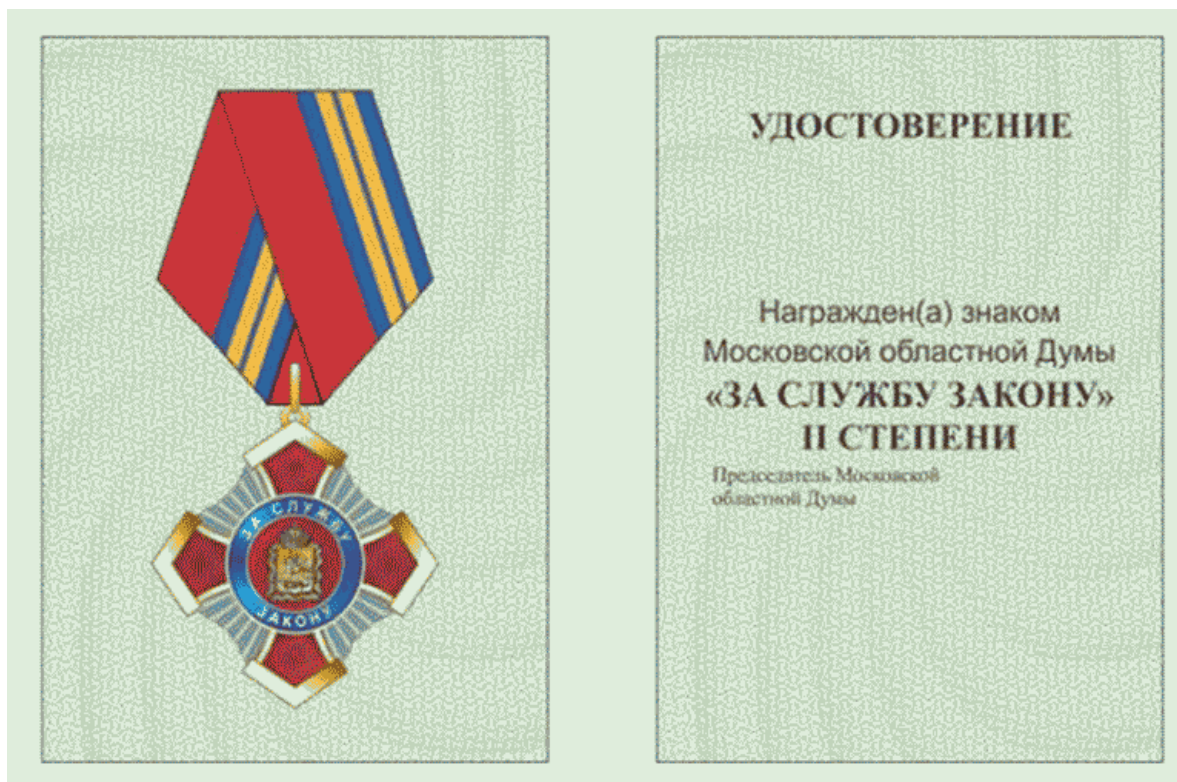 ЗА СЛУЖБУ
ЗАКОНУ
УДОСТОВЕРЕНИЕ
Награжден(а) знаком
Московской областной Думы
«ЗА СЛУЖБУ ЗАКОНУ»
II СТЕПЕНИ
Председатель Московской
областной Думы